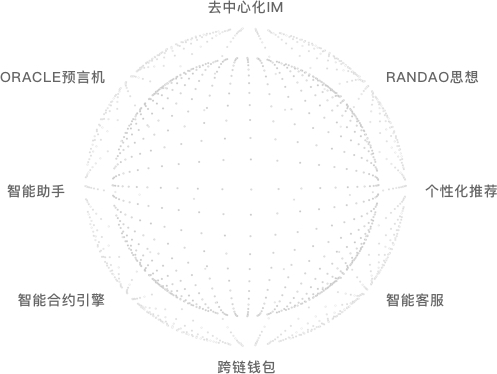 去中心化IM
ORACLE预言机
RANDAO思想
智能助手
个性化推荐
智能合约引擎
智能客服
跨链钱包